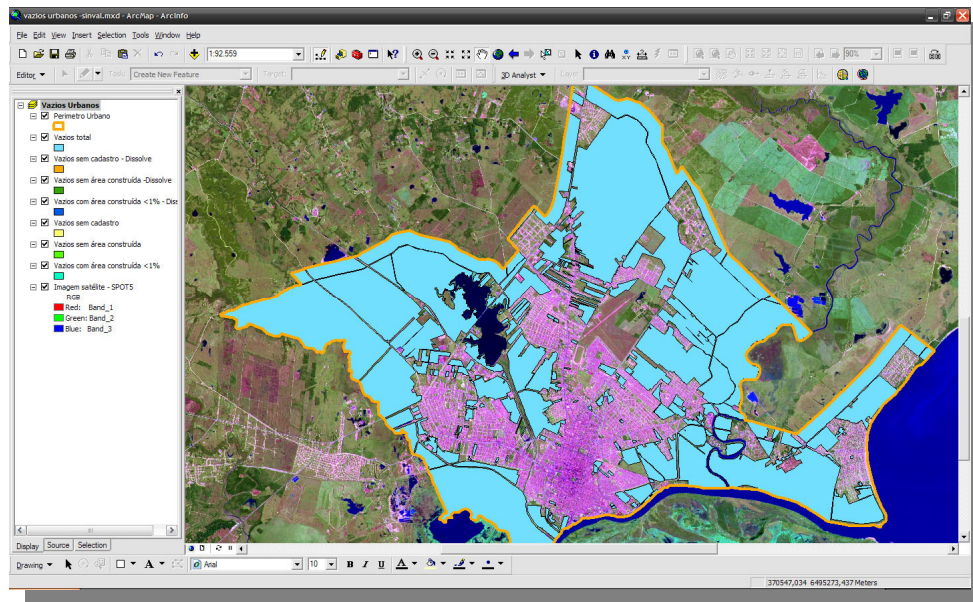 vazios urbanos -sinval.mxd - ArcMap - ArcInfo
File Edit View Insert Selection Tools Window Help
1:92.559
90%
Editor Task: Create New Feature Target: 3D Analyst Layer
Vazios Urbanos
Perimetro Urbano
Vazios total
Vazios sem cadastro - Dissolve
Vazios sem área construída -Dissolve
Vazios com área construída <1% - Diss
Vazios sem cadastro
Vazios sem área construída
Vazios com área construída <1%
Imagem satélite - SPOT5
RGB
Red: Band_1
Green: Band_2
Blue: Band_3
Display Source Selection
Drawing A Arial 10 B I U A
370547,034 6495273,437 Meters